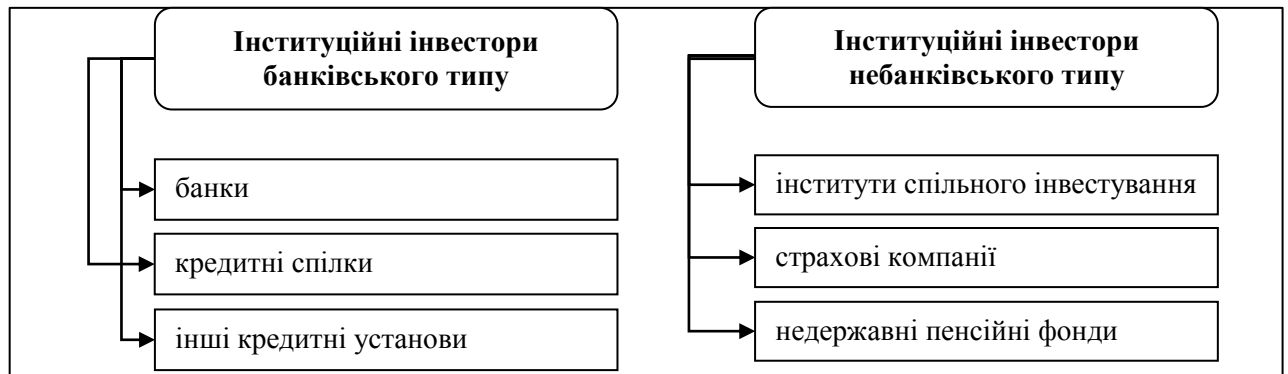 Інституційні інвестори
банківського типу
банки
кредитні спілки
інші кредитні установи
Інституційні інвестори
небанківського типу
інститути спільного інвестування
страхові компанії
недержавні пенсійні фонди